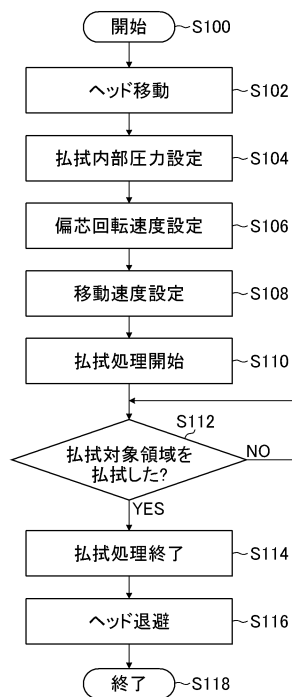 開始 S100
ヘッド移動 S102
払拭内部圧力設定 S104
偏芯回転速度設定 S106
移動速度設定 S108
払拭処理開始 S110
S112
払拭対象領域を
払拭した?
NO
YES
払拭処理終了 S114
ヘッド退避 S116
終了 S118